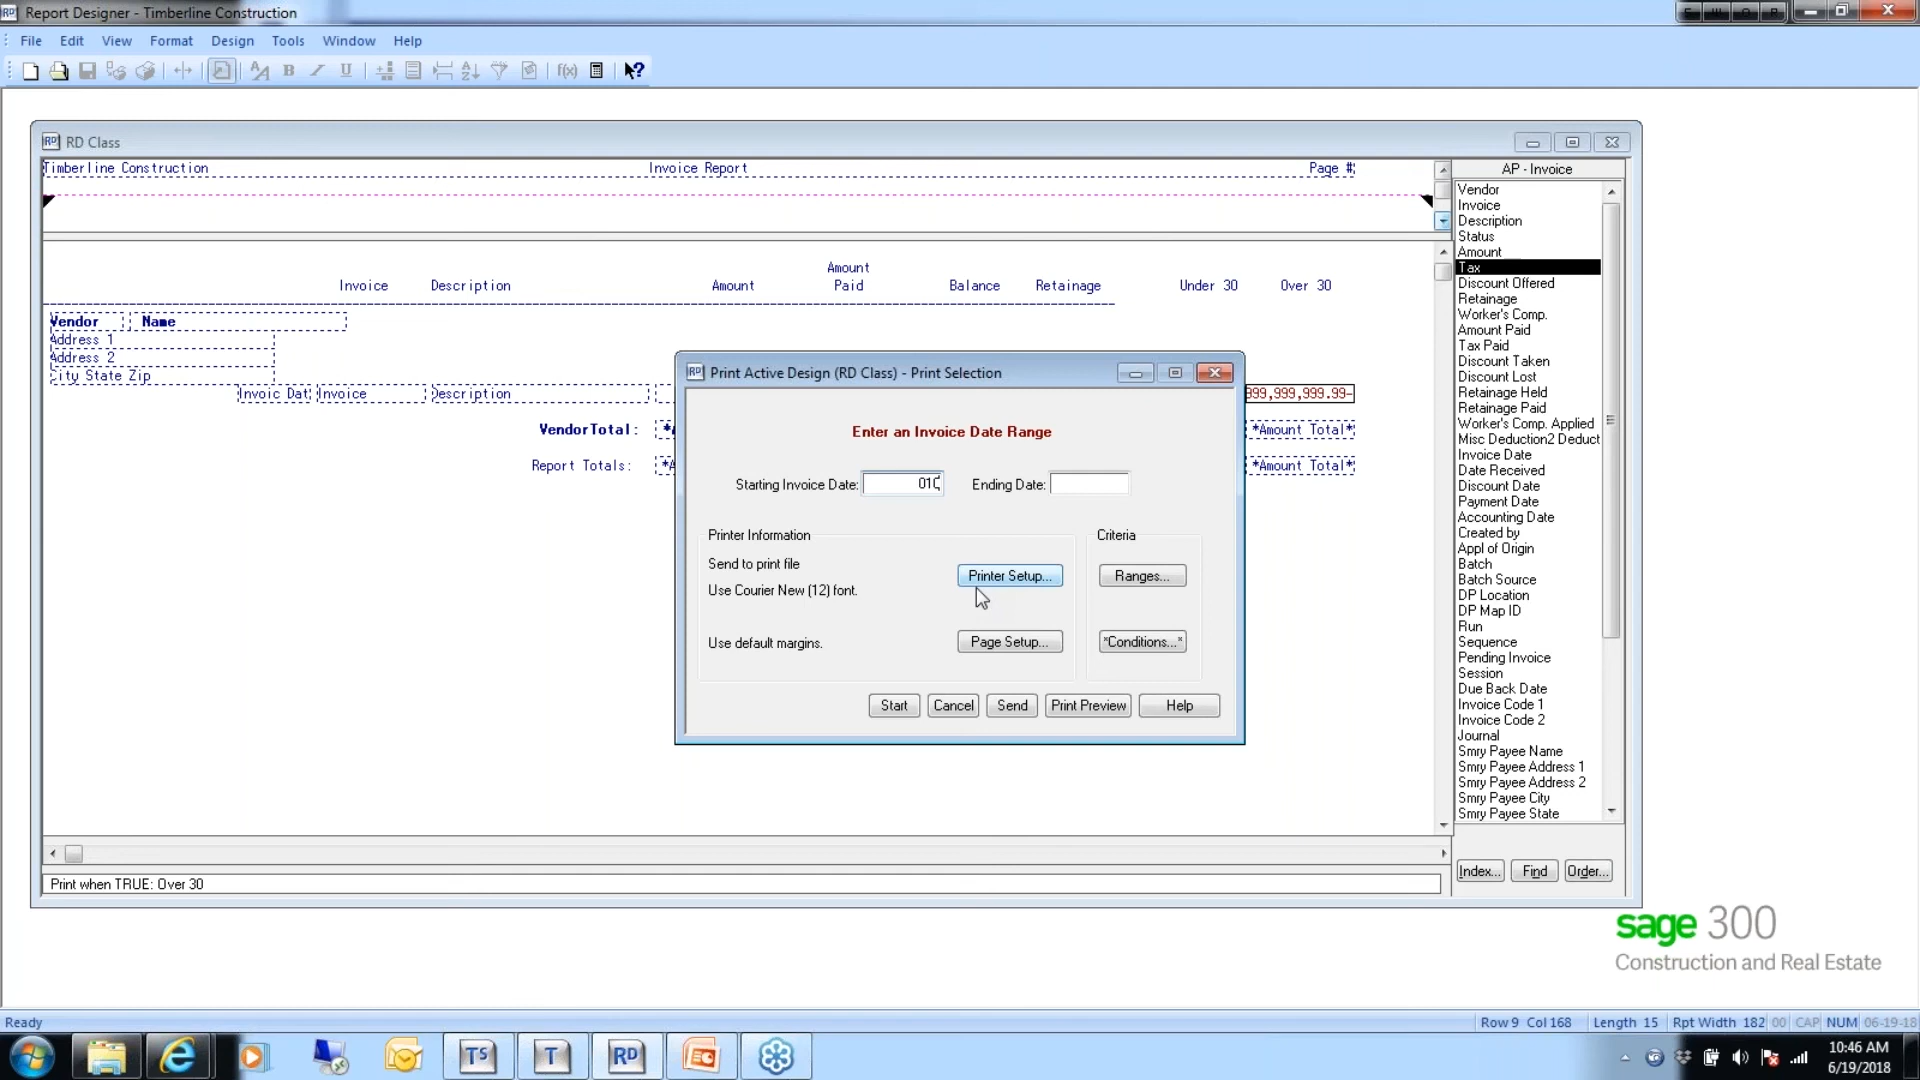 Report Designer - Timberline Construction
File Edit View Format Design Tools Window Help
RD Class
Timberline Construction Invoice Report Page #
Amount
Invoice Description Amount Paid Balance Retainage Under 30 Over 30
Vendor Name
Address 1
Address 2
City State Zip
Invoic Dat Invoice Description 999,999,999.99-
VendorTotal: *Amount Total*
Report Totals: *Amount Total*
Print when TRUE: Over 30
Print Active Design (RD Class) - Print Selection
Enter an Invoice Date Range
Starting Invoice Date: 010 Ending Date:
Printer Information Criteria
Send to print file
Printer Setup... Ranges...
Use Courier New (12) font.
Use default margins. Page Setup... *Conditions...*
Start Cancel Send Print Preview Help
AP - Invoice
Vendor
Invoice
Description
Status
Amount
Tax
Discount Offered
Retainage
Worker's Comp.
Amount Paid
Tax Paid
Discount Taken
Discount Lost
Retainage Held
Retainage Paid
Worker's Comp. Applied
Misc Deduction2 Deduct
Invoice Date
Date Received
Discount Date
Payment Date
Accounting Date
Created by
Appl of Origin
Batch
Batch Source
DP Location
DP Map ID
Run
Sequence
Pending Invoice
Session
Due Back Date
Invoice Code 1
Invoice Code 2
Journal
Smry Payee Name
Smry Payee Address 1
Smry Payee Address 2
Smry Payee City
Smry Payee State
Index... Find Order...
sage 300
Construction and Real Estate
Ready Row 9 Col 168 Length 15 Rpt Width 182 00 CAP NUM 06-19-18
TS T RD
10:46 AM
6/19/2018